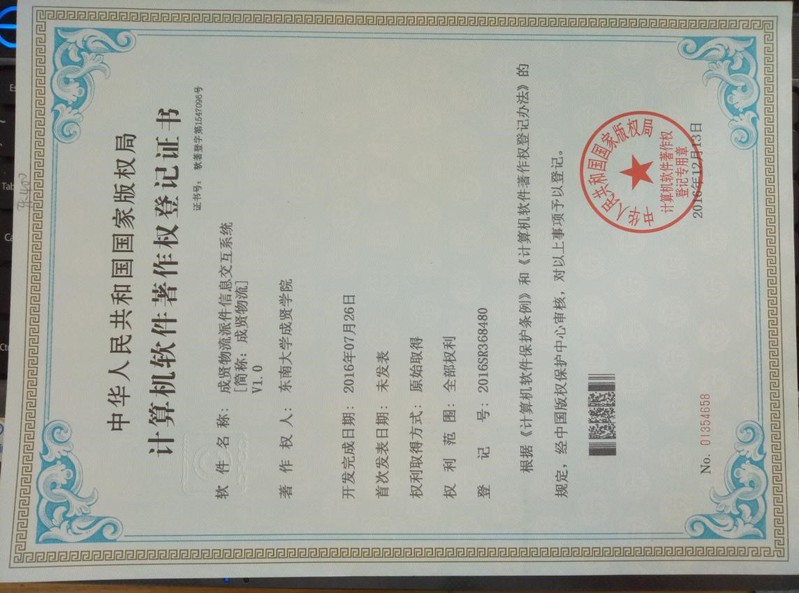 中华人民共和国国家版权局
计算机软件著作权登记证书
证书号： 软著登字第1547095号
软件名称： 成贤物流派件信息交互系统
[简称：成贤物流]
V1.0
著作权人： 东南大学成贤学院
开发完成日期： 2016年07月26日
首次发表日期： 未发表
权利取得方式： 原始取得
权利范围： 全部权利
登记号： 2016SR368480
根据《计算机软件保护条例》和《计算机软件著作权登记办法》的
规定，经中国版权保护中心审核，对以上事项予以登记。
中华人民共和国国家版权局
计算机软件著作权
登记专用章
2016年12月13日
No. 01354658
Tab